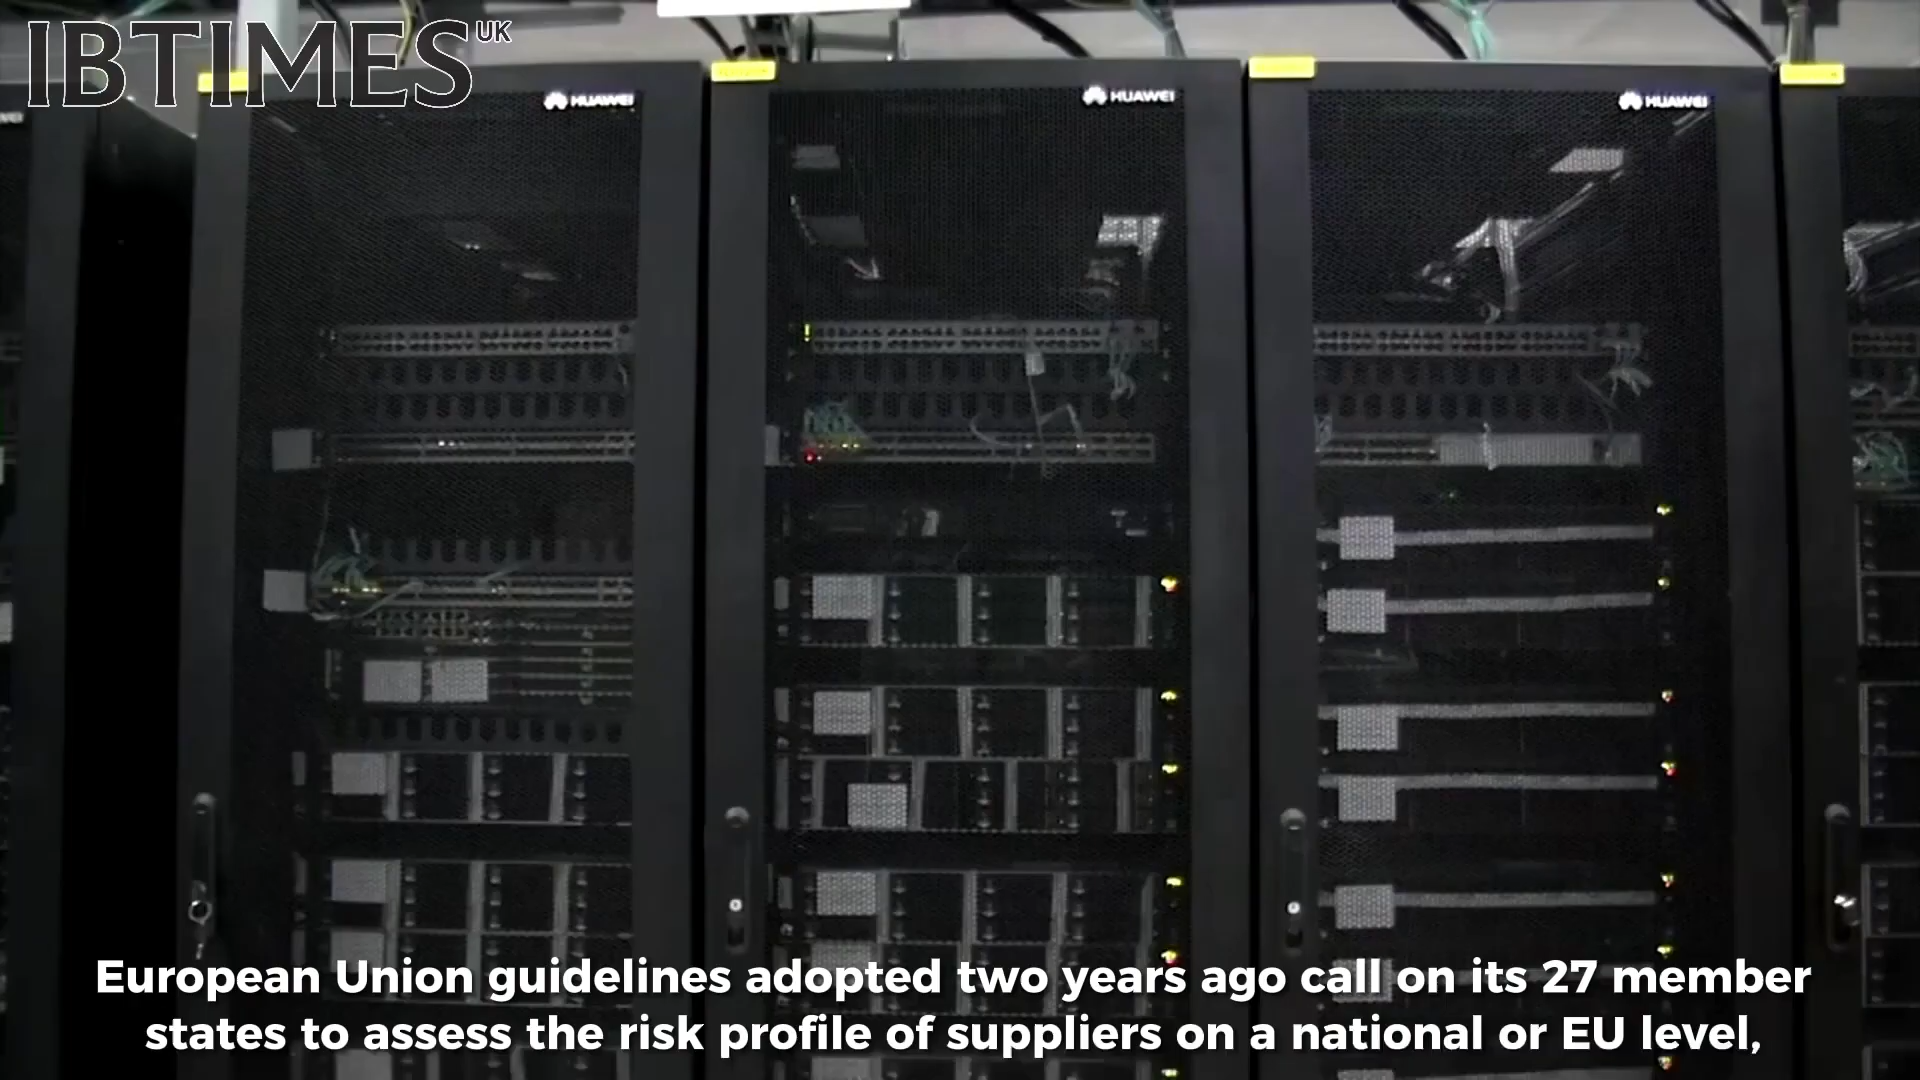 IBTIMES UK
HUAWEI
HUAWEI
HUAWEI
European Union guidelines adopted two years ago call on its 27 member
states to assess the risk profile of suppliers on a national or EU level,